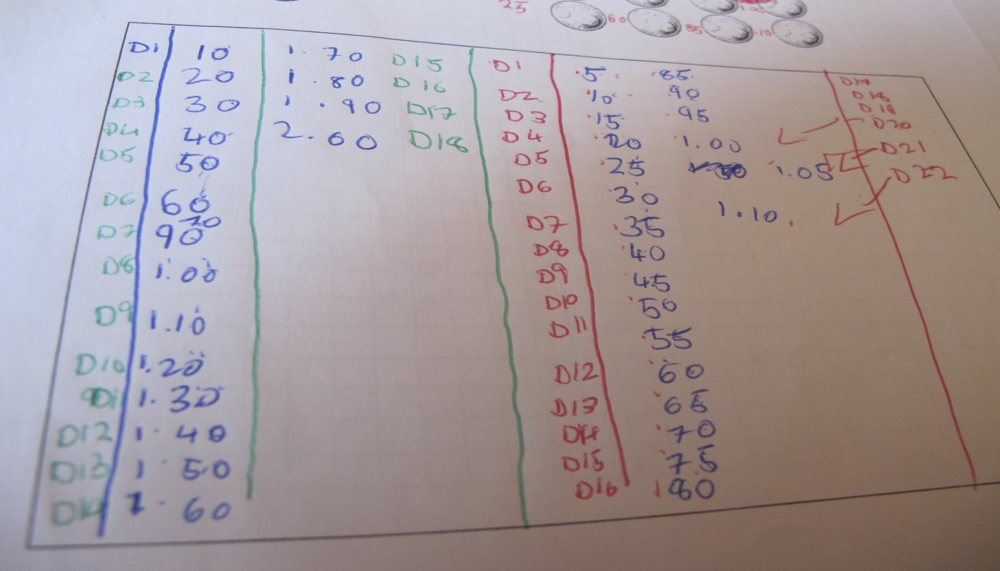 25
60 85 1.00
.10
D1 10 1.70 D15
D2 20 1.80 D16
D3 30 1.90 D17
D4 40 2.00 D18
D5 50
D6 60
D7 90 70
D8 1.00
D9 1.10
D10 1.20
D11 1.30
D12 1.40
D13 1.50
D14 1.60
D1 .5 .85 D17
D2 .10 .90 D18
D3 .15 .95 D19
D4 .20 1.00 D20
D5 .25 1.05 D21
D6 .30 1.10. D22
D7 .35
D8 .40
D9 .45
D10 .50
D11 .55
D12 .60
D13 .65
D14 .70
D15 .75
D16 .80